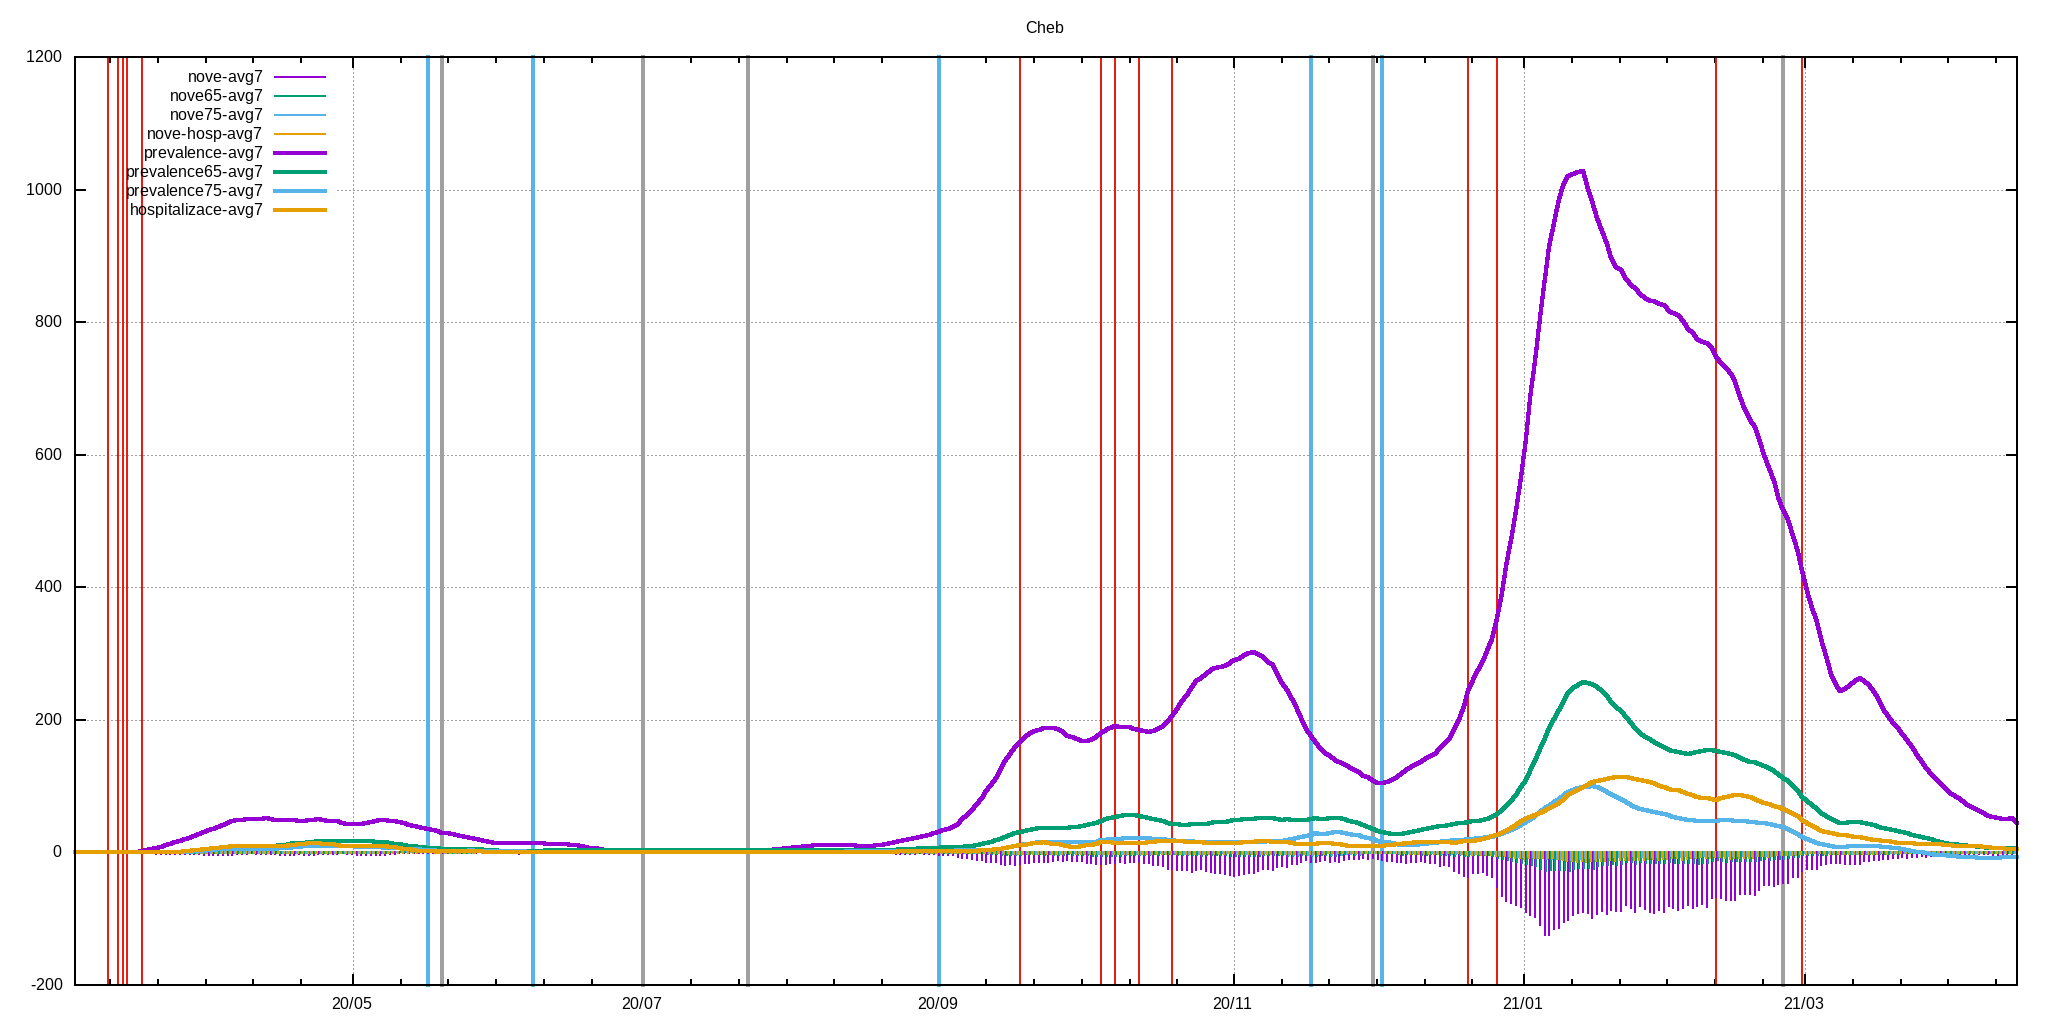 Cheb
1200
1000
800
600
400
200
0
-200
nove-avg7
nove65-avg7
nove75-avg7
nove-hosp-avg7
prevalence-avg7
prevalence65-avg7
prevalence75-avg7
hospitalizace-avg7
20/05 20/07 20/09 20/11 21/01 21/03